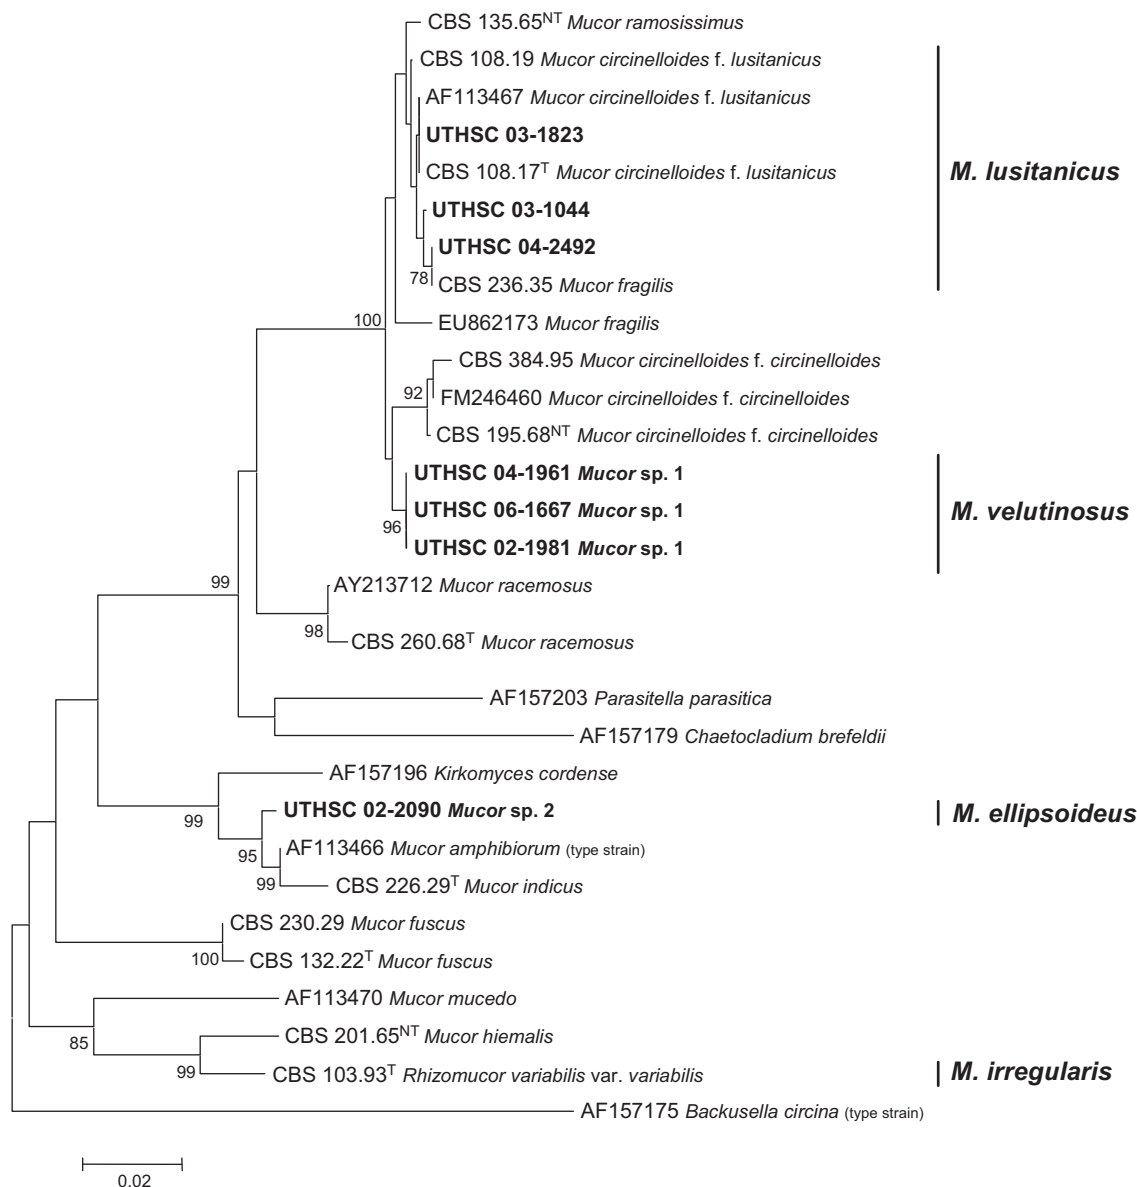 CBS 135.65NT Mucor ramosissimus
CBS 108.19 Mucor circinelloides f. lusitanicus
AF113467 Mucor circinelloides f. lusitanicus
UTHSC 03-1823
CBS 108.17T Mucor circinelloides f. lusitanicus
M. lusitanicus
UTHSC 03-1044
UTHSC 04-2492
78
CBS 236.35 Mucor fragilis
100
EU862173 Mucor fragilis
CBS 384.95 Mucor circinelloides f. circinelloides
92
FM246460 Mucor circinelloides f. circinelloides
CBS 195.68NT Mucor circinelloides f. circinelloides
UTHSC 04-1961 Mucor sp. 1
UTHSC 06-1667 Mucor sp. 1
M. velutinosus
96
UTHSC 02-1981 Mucor sp. 1
99
AY213712 Mucor racemosus
98
CBS 260.68T Mucor racemosus
AF157203 Parasitella parasitica
AF157179 Chaetocladium brefeldii
AF157196 Kirkomyces cordense
99
UTHSC 02-2090 Mucor sp. 2
M. ellipsoideus
95
AF113466 Mucor amphibiorum (type strain)
99
CBS 226.29T Mucor indicus
CBS 230.29 Mucor fuscus
100
CBS 132.22T Mucor fuscus
AF113470 Mucor mucedo
85
CBS 201.65NT Mucor hiemalis
99
CBS 103.93T Rhizomucor variabilis var. variabilis
M. irregularis
AF157175 Backusella circina (type strain)
0.02